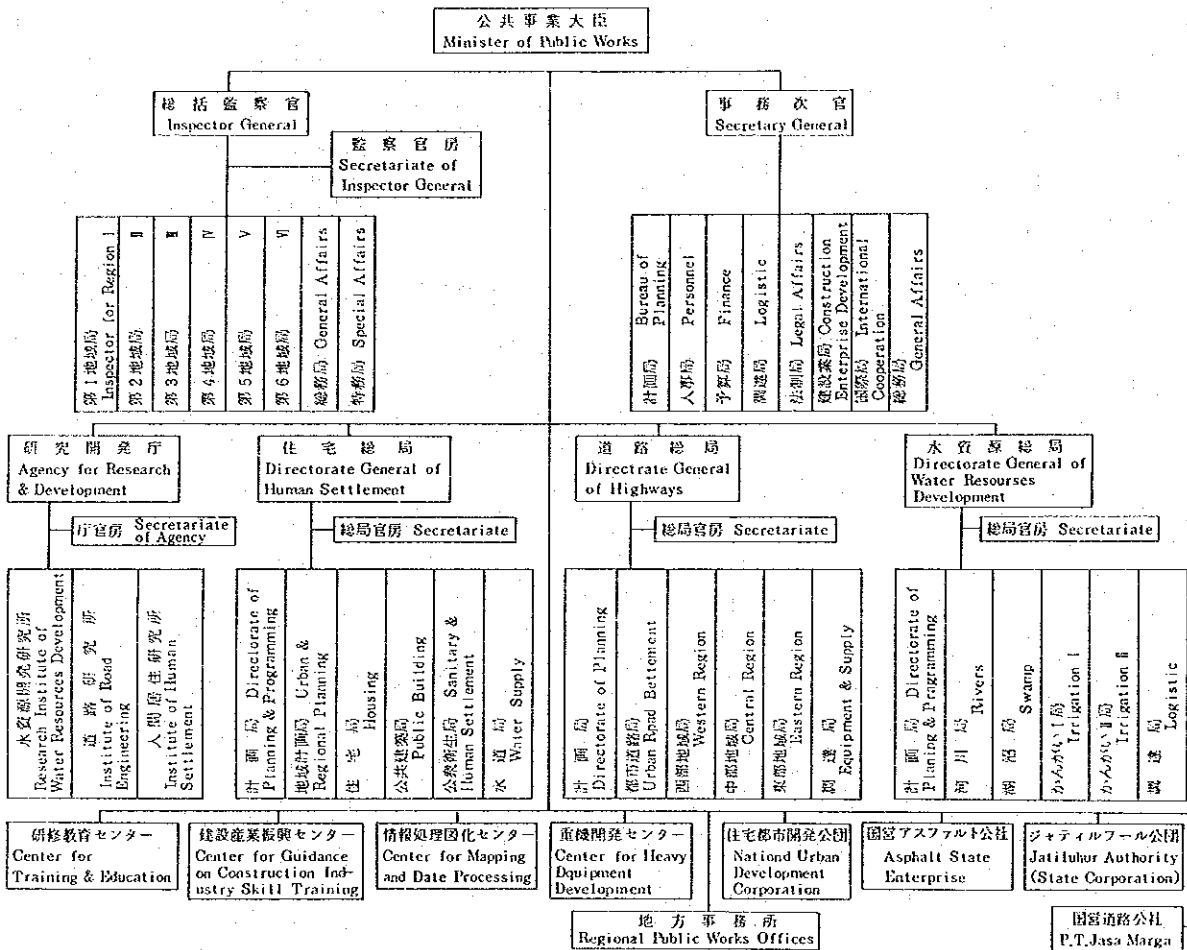 公共事業大臣
Minister of Public Works
総括監察官
Inspector General
事務次官
Secretary General
監察官房
Secretariate of
Inspector General
第1地域局
Inspector for Region I
第2地域局 II
第3地域局 III
第4地域局 IV
第5地域局 V
第6地域局 VI
総務局 General Affairs
特務局 Special Affairs
計画局 Bureau of
Planning
人事局 Personnel
予算局 Finance
調達局 Logistic
法制局 Legal Affairs
建設業局 Construction
Enterprise Development
国際局 International
Cooperation
総務局
General Affairs
研究開発庁
Agency for Research
& Development
住宅総局
Directorate General of
Human Settlement
道路総局
Directrate General
of Highways
水資源総局
Directorate General of
Water Resourses
Development
庁官房 Secretariate
of Agency
総局官房 Secretariate
総局官房 Secretariate
総局官房 Secretariate
水資源開発研究所
Research Institute of
Water Resources Development
道路研究所
Institute of Road
Engineering
人間居住研究所
Institute of Human
Settlement
計画局 Directorate of
Planning & Programming
地域計画局 Urban &
Regional Planning
住宅局
Housing
公共建築局
Public Building
公衆衛生局 Sanitary &
Human Settlement
水道局
Water Supply
計画局
Directorate of Planning
都市道路局
Urban Road Bettement
西部地域局
Western Region
中部地域局
Central Region
東部地域局
Eastern Region
調達局
Equipment & Supply
計画局 Directorate of
Planing & Pragramming
河川局
Rivers
湖沼局
Swamp
かんがいI局
Irrigation I
かんがいII局
Irrigation II
調達局
Logistic
研修教育センター
Center for
Training & Education
建設産業振興センター
Center for Guidance
on Construction Ind-
ustry Skill Training
情報処理図化センター
Center for Mapping
and Date Processing
重機開発センター
Center for Heavy
Dquipment
Development
住宅都市開発公団
Nationd Urban
Development
Corporation
国営アスファルト公社
Asphalt State
Enterprise
ジャティルフール公団
Jatiluhur Authority
(State Corporation)
地方事務所
Regional Public Works Offices
国営道路公社
P.T.Jasa Marga